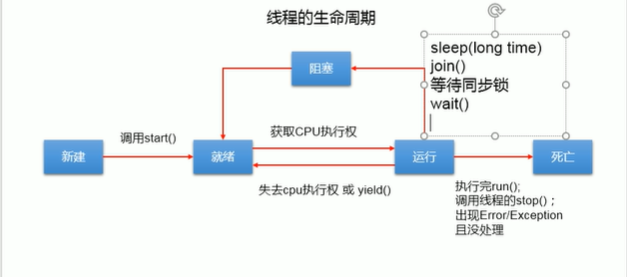 线程的生命周期
sleep(long time)
join()
等待同步锁
wait()
阻塞
调用start()
获取CPU执行权
新建
就绪
运行
死亡
失去cpu执行权 或 yield()
执行完run();
调用线程的stop()；
出现Error/Exception
且没处理